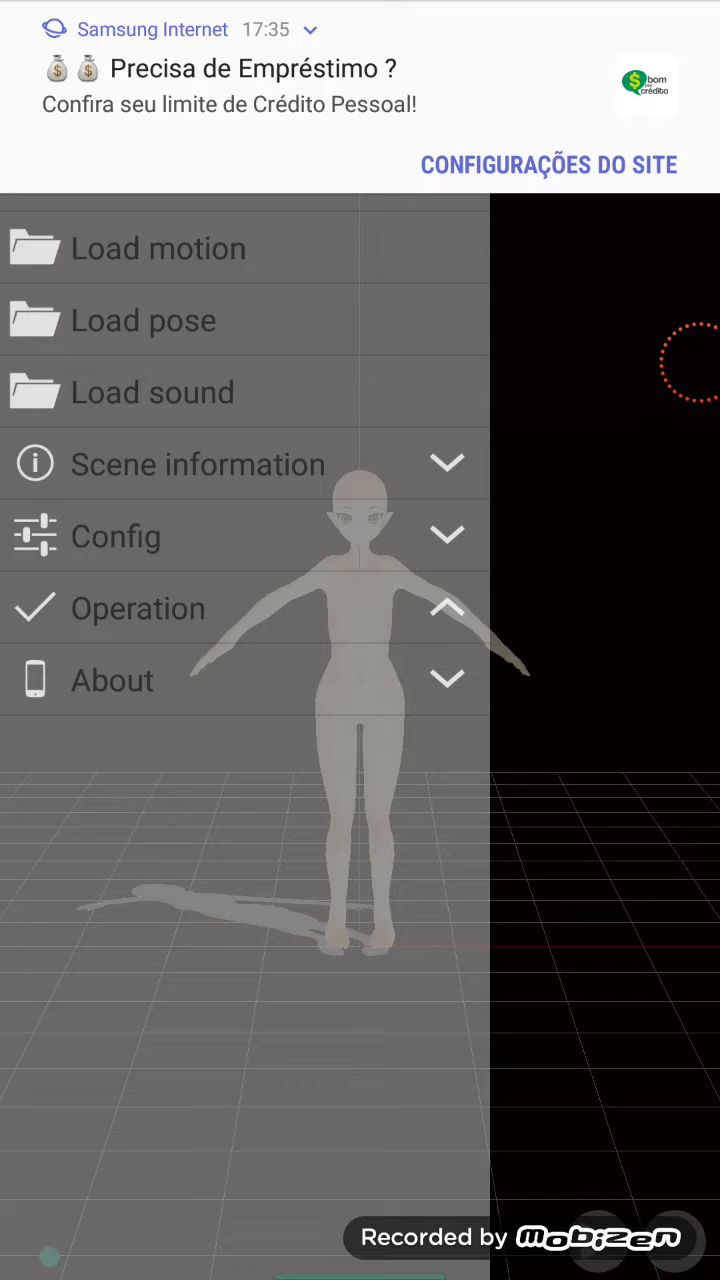 Samsung Internet 17:35
💰💰 Precisa de Empréstimo ?
Confira seu limite de Crédito Pessoal!
bom
pra
crédito
CONFIGURAÇÕES DO SITE
Load motion
Load pose
Load sound
Scene information
Config
Operation
About
Recorded by Mobizen